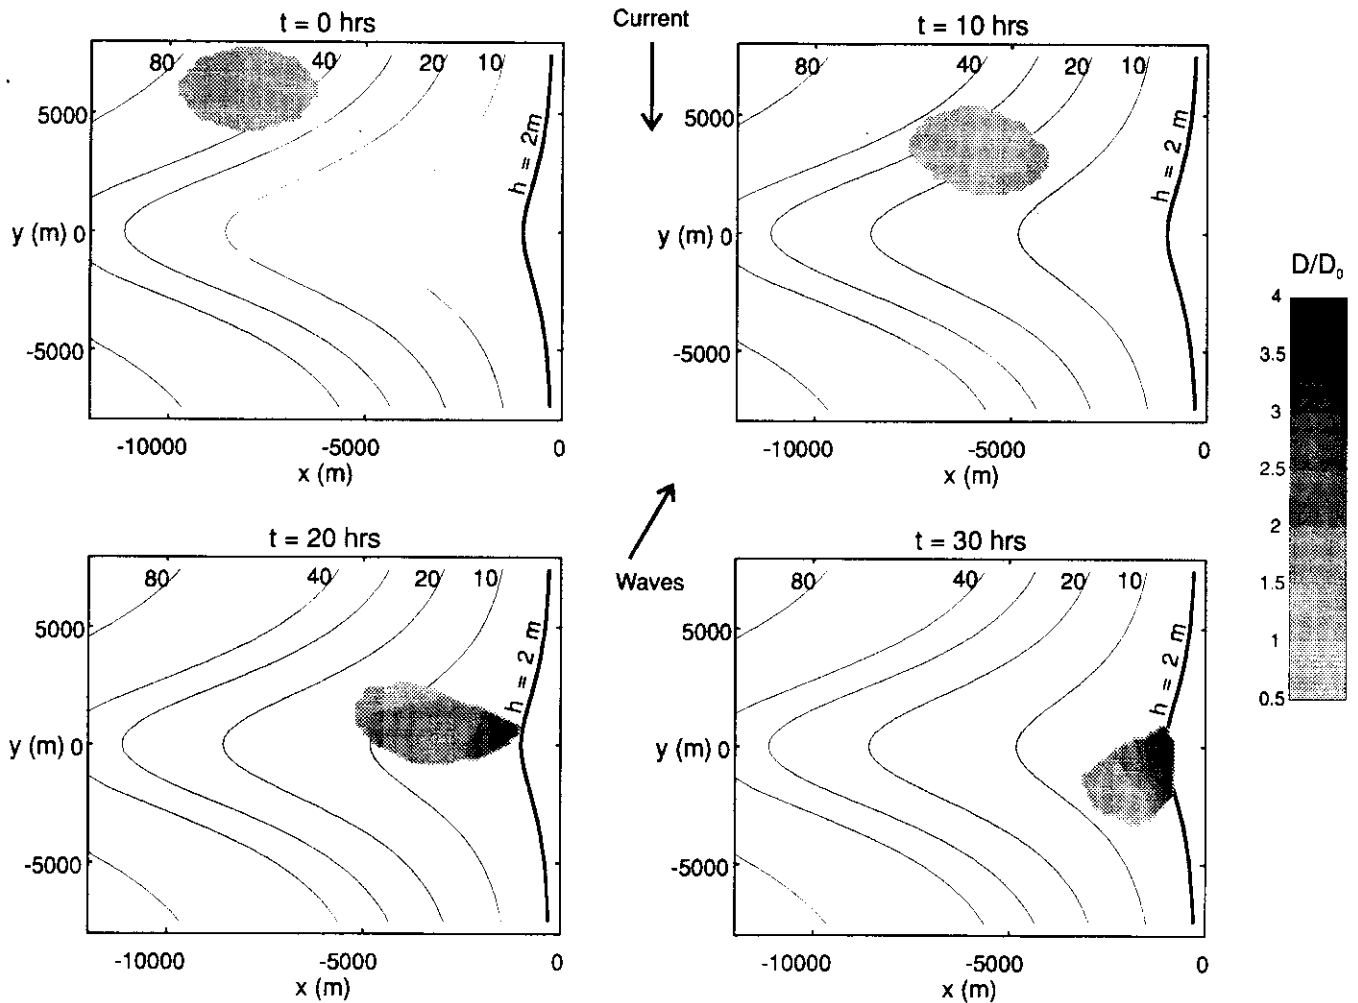 t = 0 hrs
80
40
20
10
5000
y (m) 0
-5000
-10000
-5000
0
x (m)
h = 2m
Current
t = 10 hrs
80
40
20
10
5000
y (m) 0
-5000
-10000
-5000
0
x (m)
h = 2 m
D/D₀
4
3.5
3
2.5
2
1.5
1
0.5
Waves
t = 20 hrs
80
40
20
10
5000
y (m) 0
-5000
-10000
-5000
0
x (m)
h = 2 m
t = 30 hrs
80
40
20
10
5000
y (m) 0
-5000
-10000
-5000
0
x (m)
h = 2 m